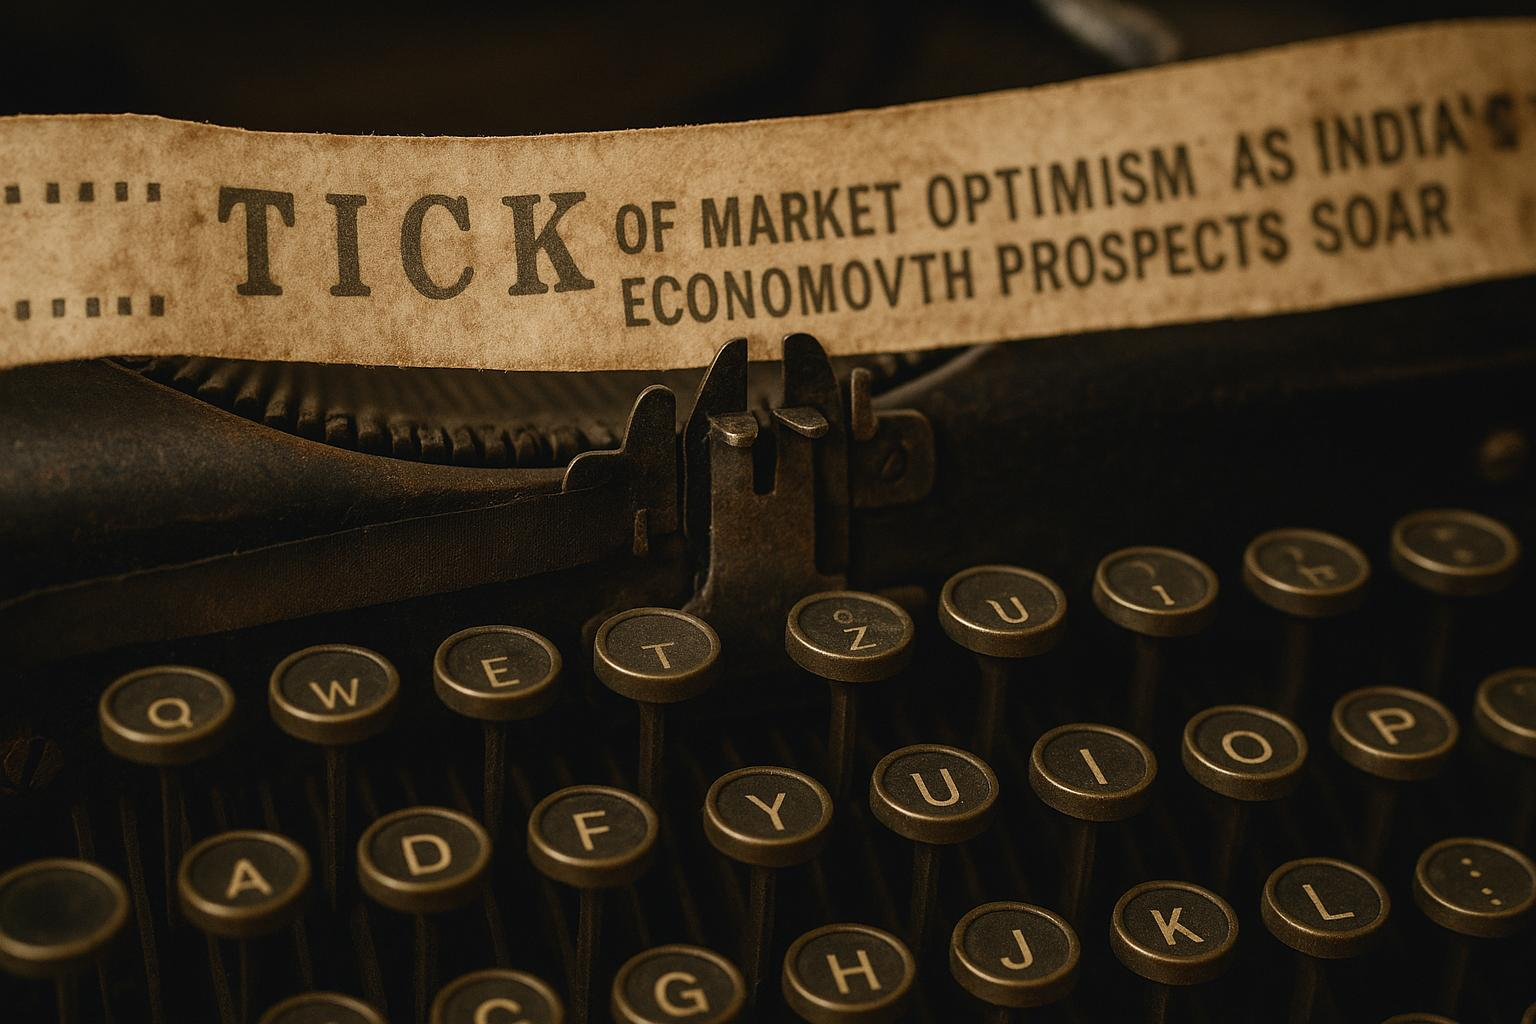 TICK OF MARKET OPTIMISM AS INDIA'S
ECONOMOVTH PROSPECTS SOAR
Q W E T Z U I
A D F Y U I O P
C G H J K L